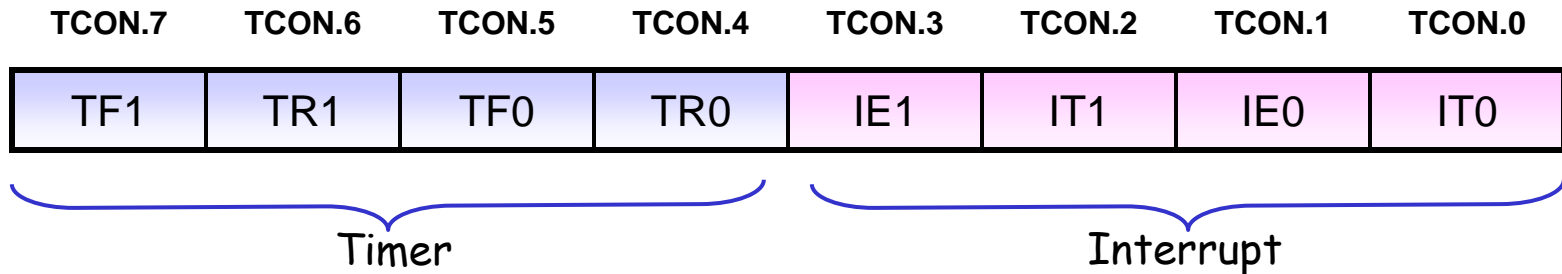 TCON.7 TCON.6 TCON.5 TCON.4 TCON.3 TCON.2 TCON.1 TCON.0
TF1 TR1 TF0 TR0 IE1 IT1 IE0 IT0
Timer Interrupt